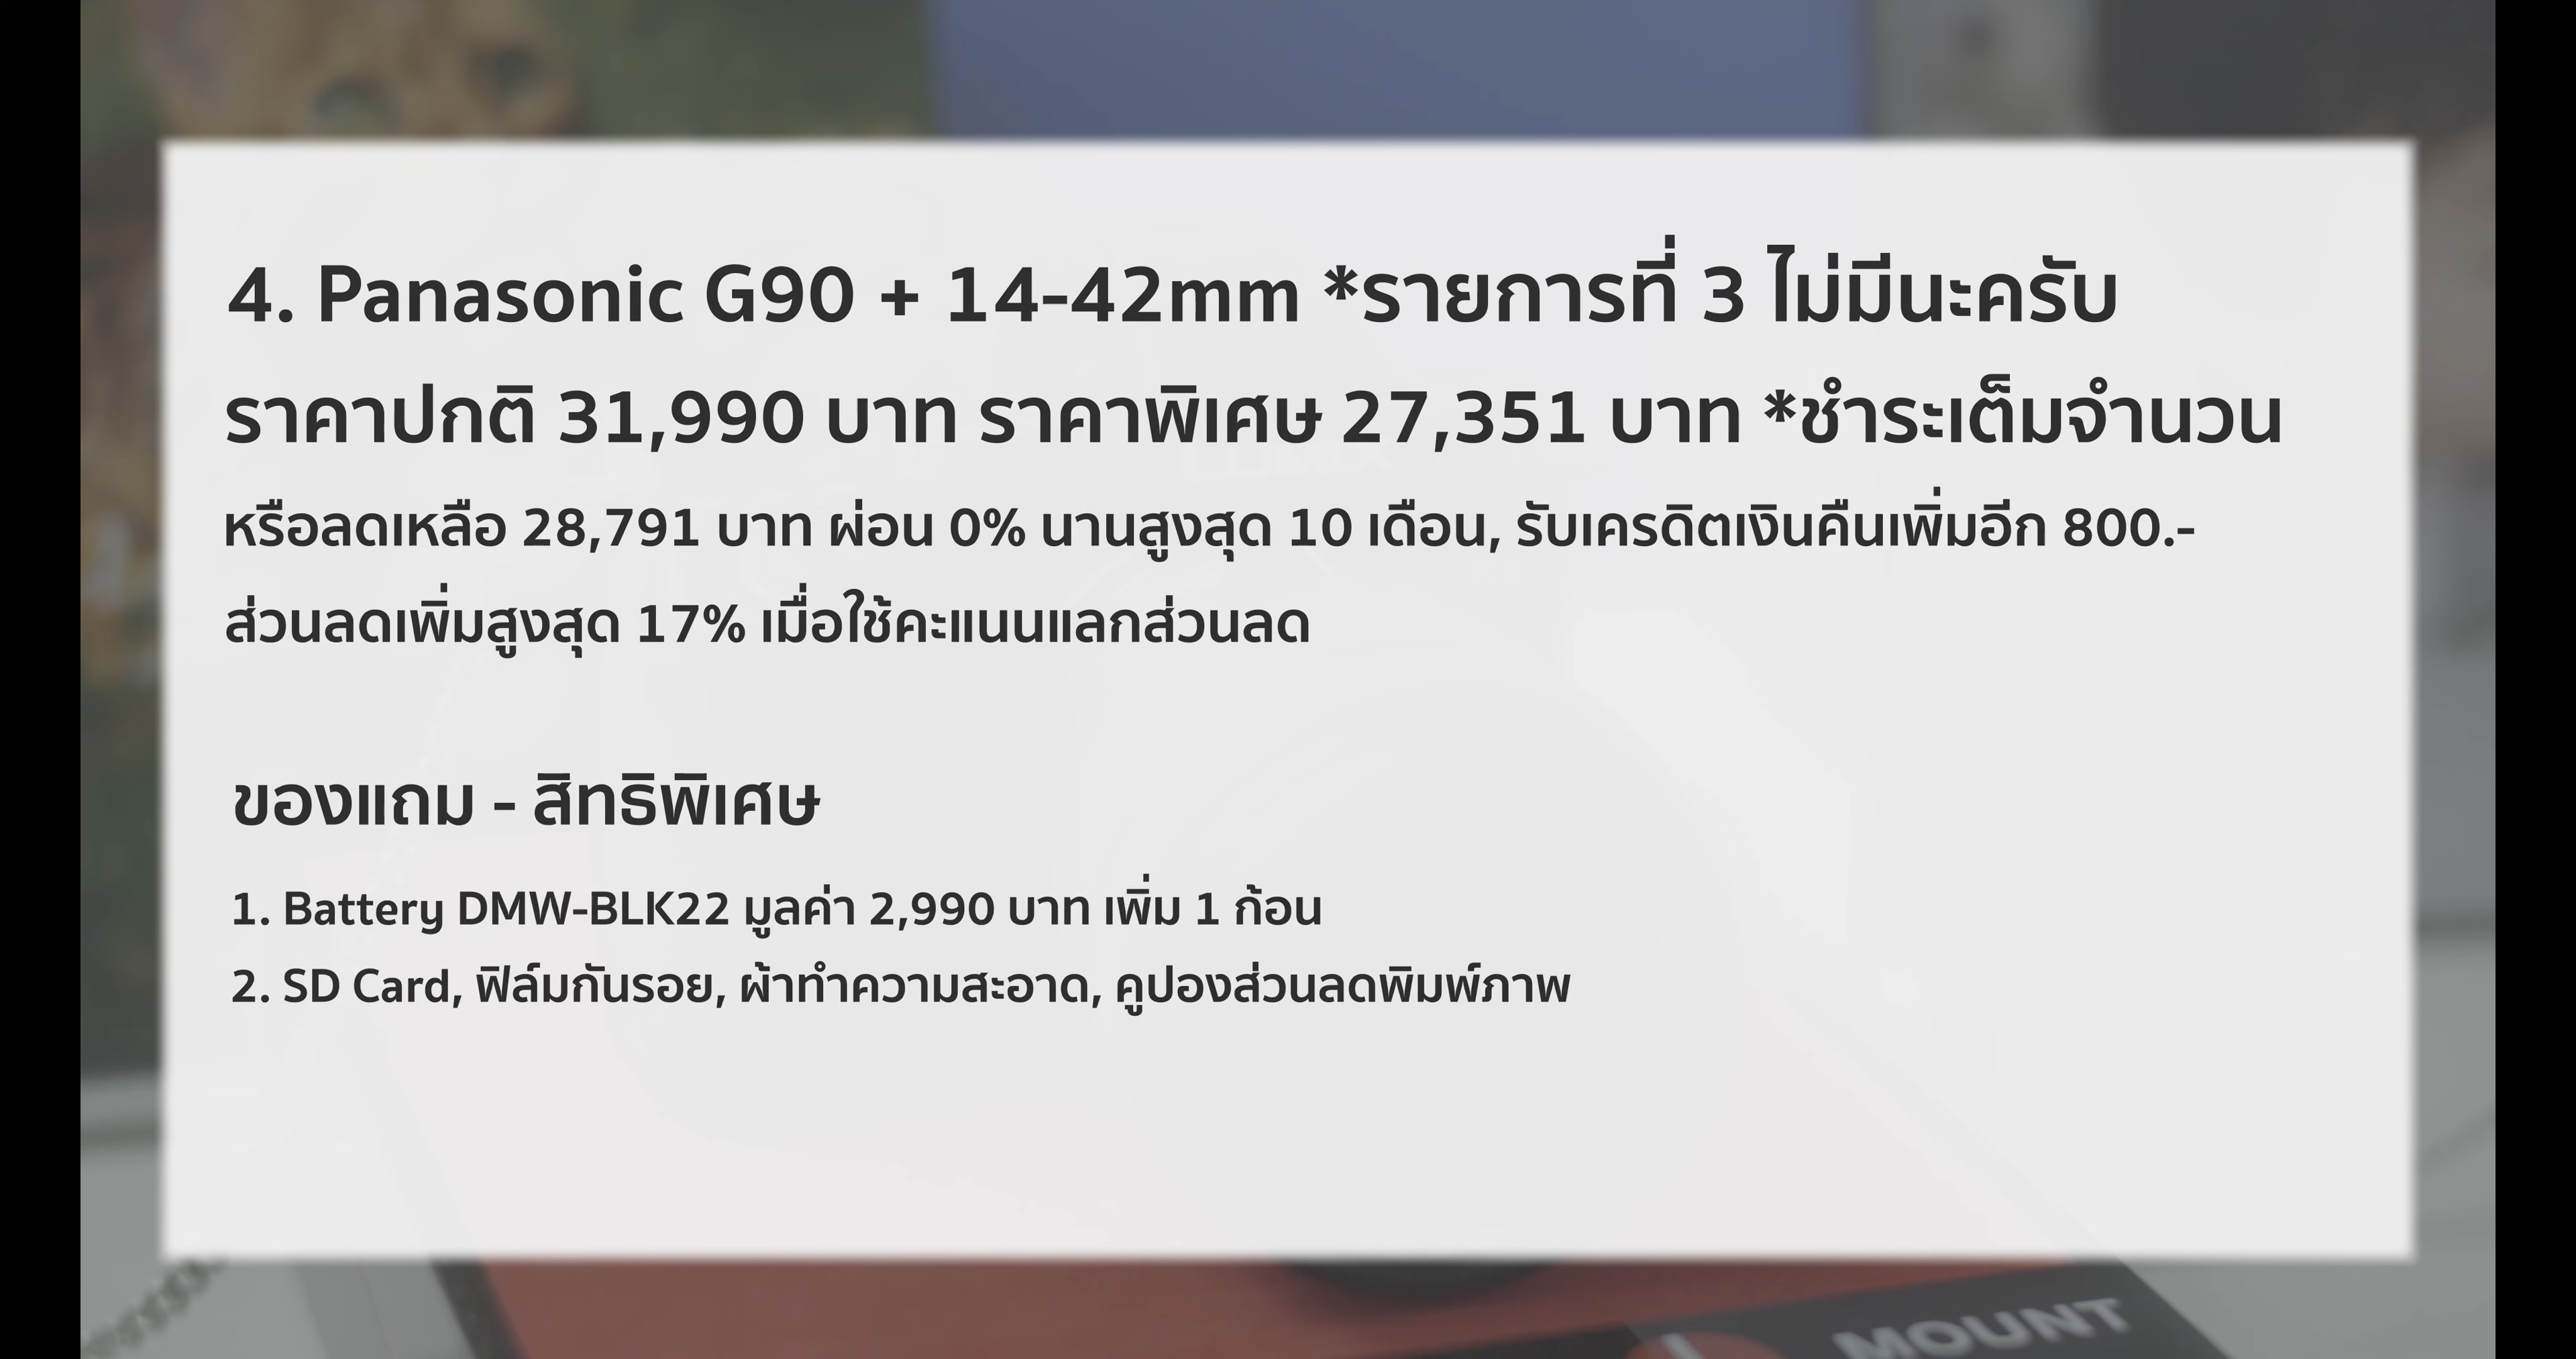 4. Panasonic G90 + 14-42mm *รายการที่ 3 ไม่มีนะครับ
ราคาปกติ 31,990 บาท ราคาพิเศษ 27,351 บาท *ชำระเต็มจำนวน
หรือลดเหลือ 28,791 บาท ผ่อน 0% นานสูงสุด 10 เดือน, รับเครดิตเงินคืนเพิ่มอีก 800.-
ส่วนลดเพิ่มสูงสุด 17% เมื่อใช้คะแนนแลกส่วนลด
ของแถม - สิทธิพิเศษ
1. Battery DMW-BLK22 มูลค่า 2,990 บาท เพิ่ม 1 ก้อน
2. SD Card, ฟิล์มกันรอย, ผ้าทำความสะอาด, คูปองส่วนลดพิมพ์ภาพ
MOUNT